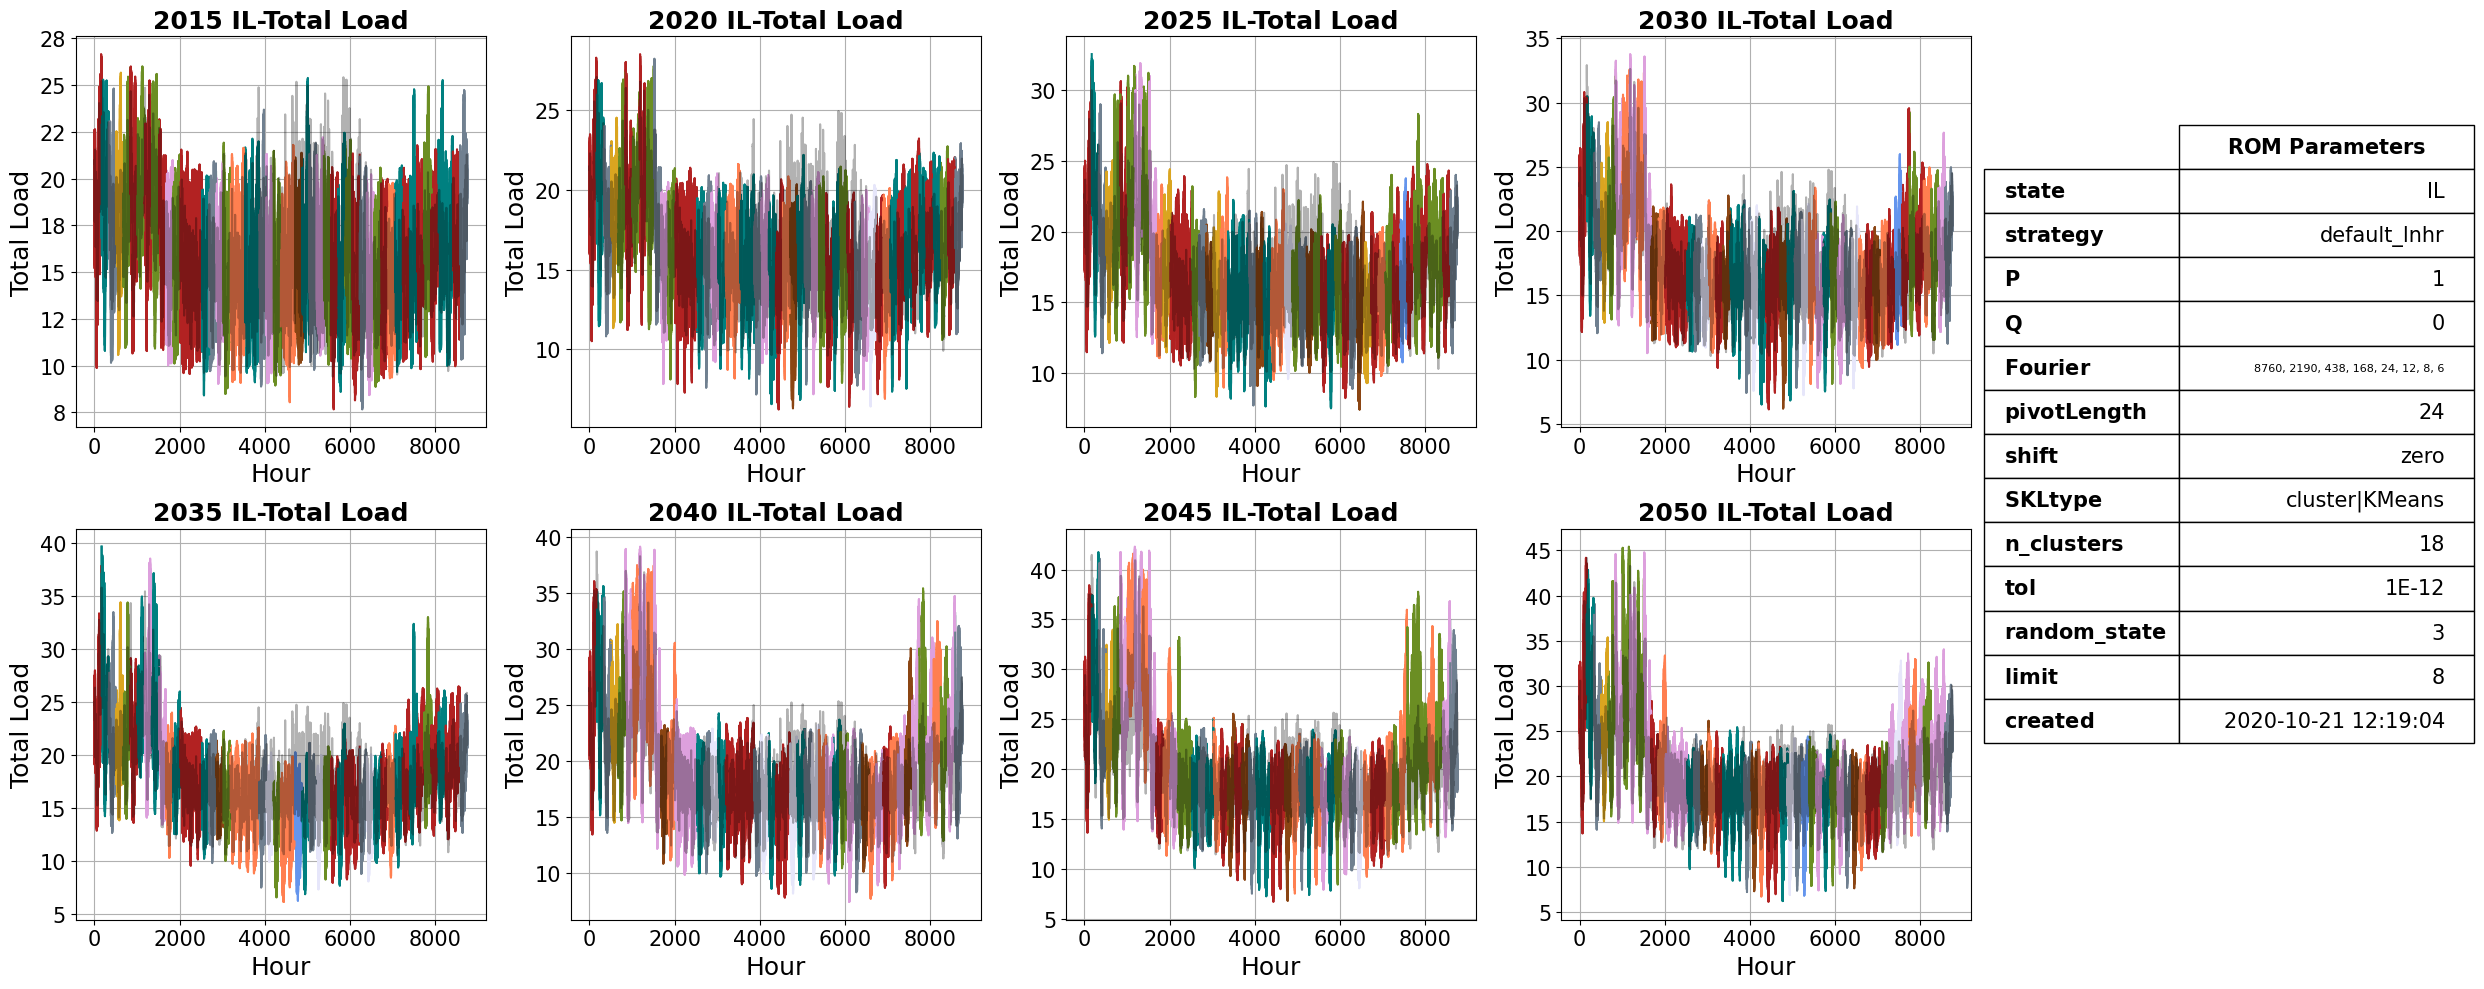 2015 IL-Total Load
2020 IL-Total Load
2025 IL-Total Load
2030 IL-Total Load
Total Load
28
25
22
20
18
15
12
10
8
0 2000 4000 6000 8000
Hour
Total Load
25
20
15
10
0 2000 4000 6000 8000
Hour
Total Load
30
25
20
15
10
0 2000 4000 6000 8000
Hour
Total Load
35
30
25
20
15
10
5
0 2000 4000 6000 8000
Hour
2035 IL-Total Load
2040 IL-Total Load
2045 IL-Total Load
2050 IL-Total Load
Total Load
40
35
30
25
20
15
10
5
0 2000 4000 6000 8000
Hour
Total Load
40
35
30
25
20
15
10
0 2000 4000 6000 8000
Hour
Total Load
40
35
30
25
20
15
10
5
0 2000 4000 6000 8000
Hour
Total Load
45
40
35
30
25
20
15
10
5
0 2000 4000 6000 8000
Hour
ROM Parameters
state IL
strategy default_lnhr
P 1
Q 0
Fourier 8760, 2190, 438, 168, 24, 12, 8, 6
pivotLength 24
shift zero
SKLtype cluster|KMeans
n_clusters 18
tol 1E-12
random_state 3
limit 8
created 2020-10-21 12:19:04